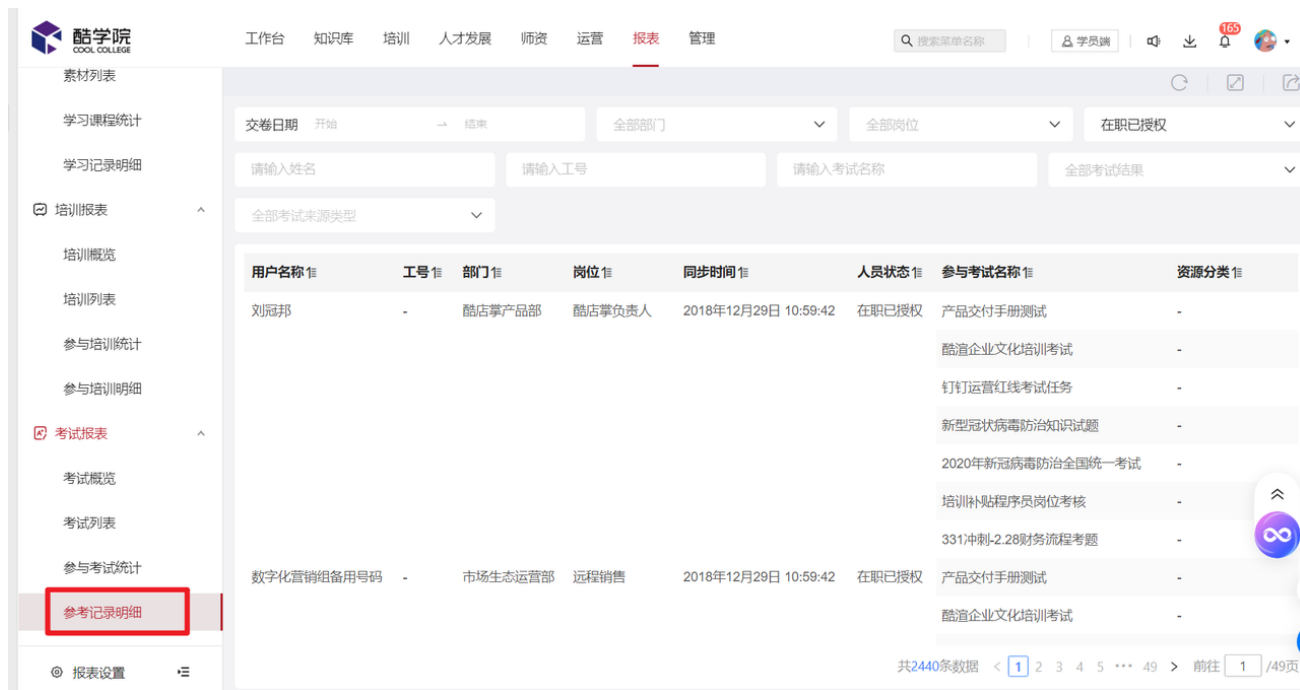 酷学院
COOL COLLEGE
工作台 知识库 培训 人才发展 师资 运营 报表 管理
搜索菜单名称
学员端
165
素材列表
学习课程统计
学习记录明细
培训报表
培训概览
培训列表
参与培训统计
参与培训明细
考试报表
考试概览
考试列表
参与考试统计
参考记录明细
报表设置
交卷日期 开始 → 结束 全部部门 全部岗位 在职已授权
请输入姓名 请输入工号 请输入考试名称 全部考试结果
全部考试来源类型
用户名称 工号 部门 岗位 同步时间 人员状态 参与考试名称 资源分类
刘冠邦 - 酷店掌产品部 酷店掌负责人 2018年12月29日 10:59:42 在职已授权 产品交付手册测试 -
酷渲企业文化培训考试 -
钉钉运营红线考试任务 -
新型冠状病毒防治知识试题 -
2020年新冠病毒防治全国统一考试 -
培训补贴程序员岗位考核 -
331冲刺-2.28财务流程考题 -
数字化营销组备用号码 - 市场生态运营部 远程销售 2018年12月29日 10:59:42 在职已授权 产品交付手册测试 -
酷渲企业文化培训考试 -
共2440条数据 < 1 2 3 4 5 ••• 49 > 前往 1 /49页